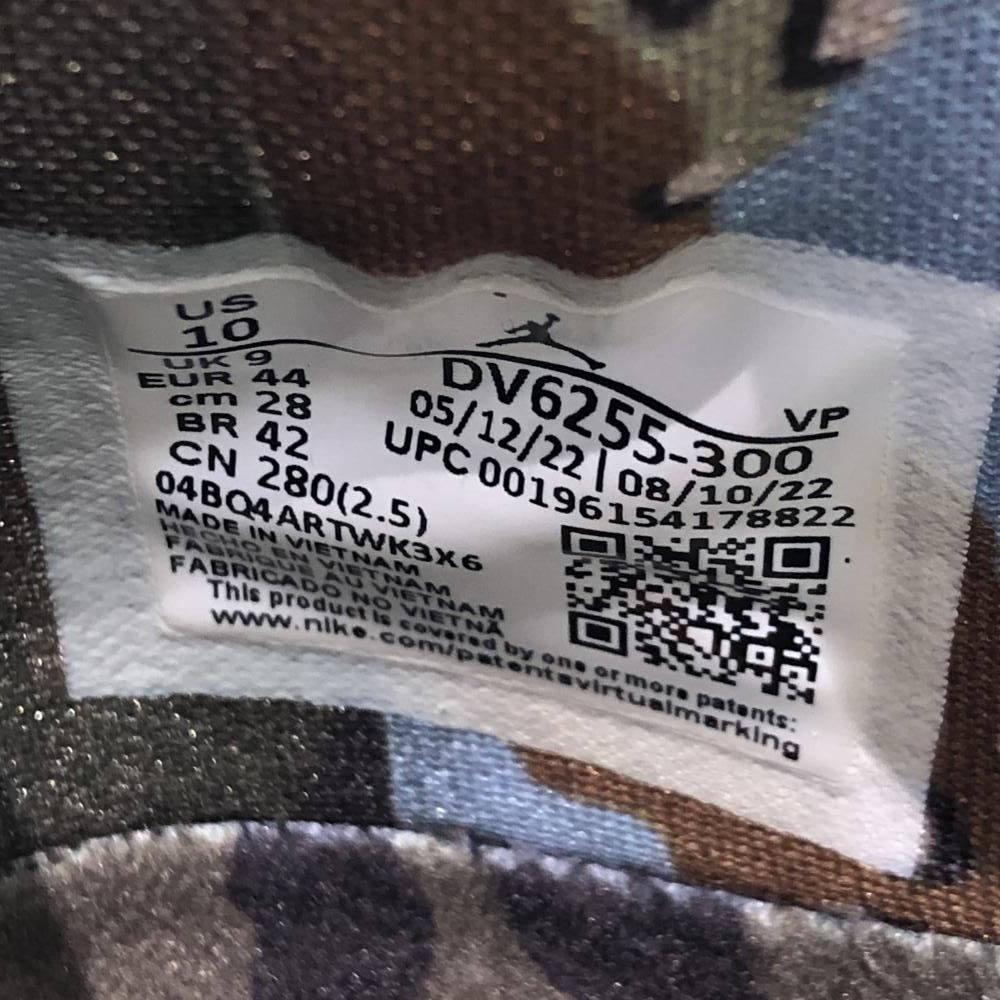 US
10
UK 9
EUR 44
cm 28
BR 42
CN 280(2.5)
04BQ4ARTWK3X6
MADE IN VIETNAM
HECHO EN VIETNAM
FABRIQUE AU VIETNAM
FABRICADO NO VIETNÃ
This product is covered by one or more patents:
www.nike.com/patentsvirtualmarking
VP
DV6255-300
05/12/22 | 08/10/22
UPC 00196154178822